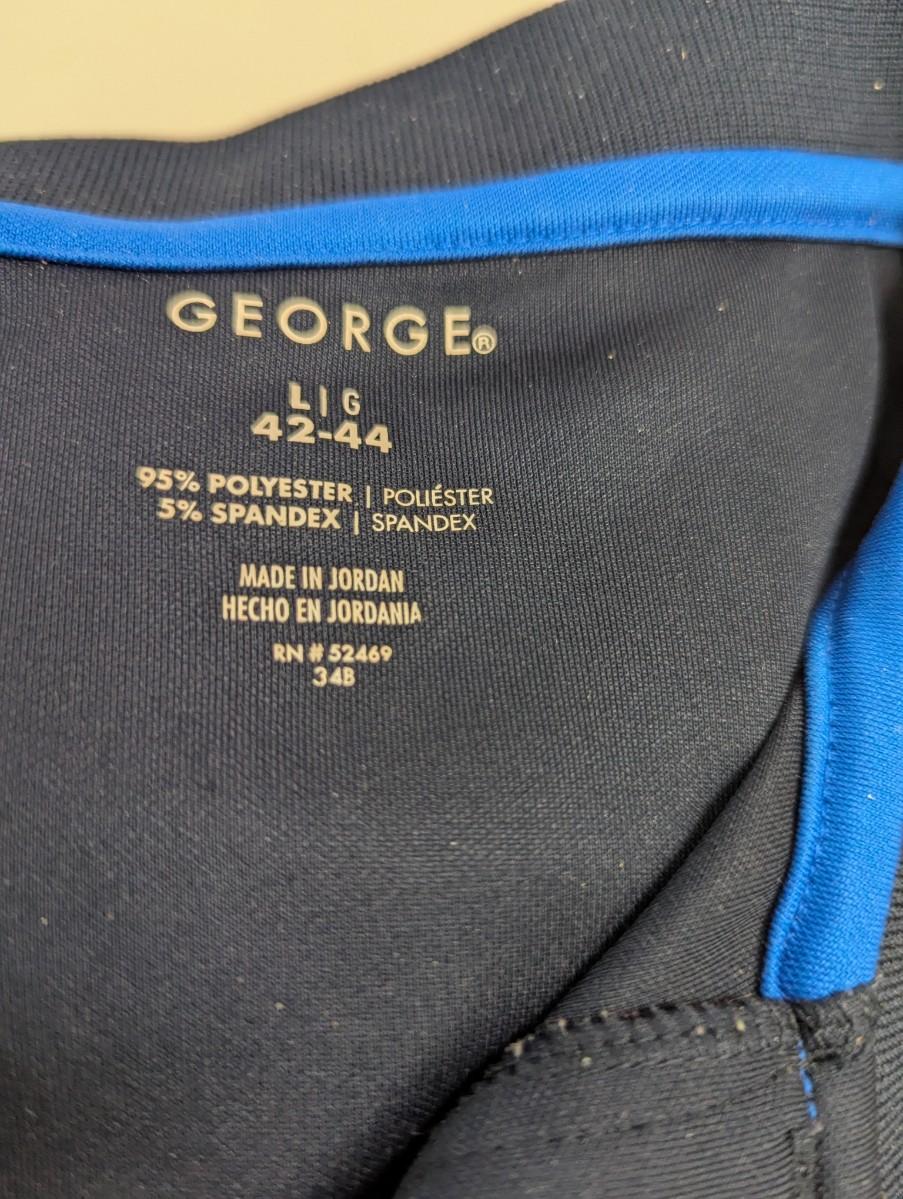 GEORGE®
L | G
42-44
95% POLYESTER | POLIÉSTER
5% SPANDEX | SPANDEX
MADE IN JORDAN
HECHO EN JORDANIA
RN # 52469
34B